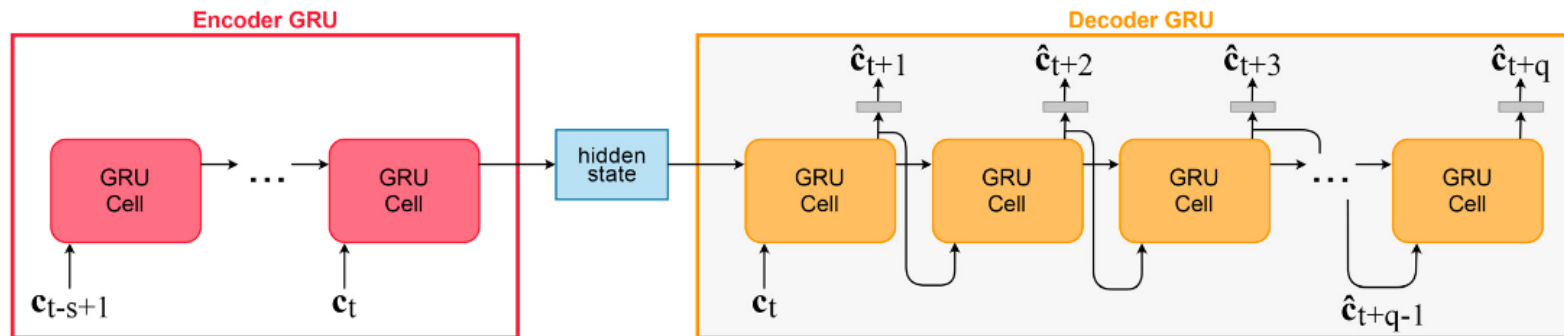 Encoder GRU
Decoder GRU
ĉt+1
ĉt+2
ĉt+3
ĉt+q
GRU
Cell
...
GRU
Cell
hidden
state
GRU
Cell
GRU
Cell
GRU
Cell
...
GRU
Cell
ct-s+1
ct
ct
ĉt+q-1